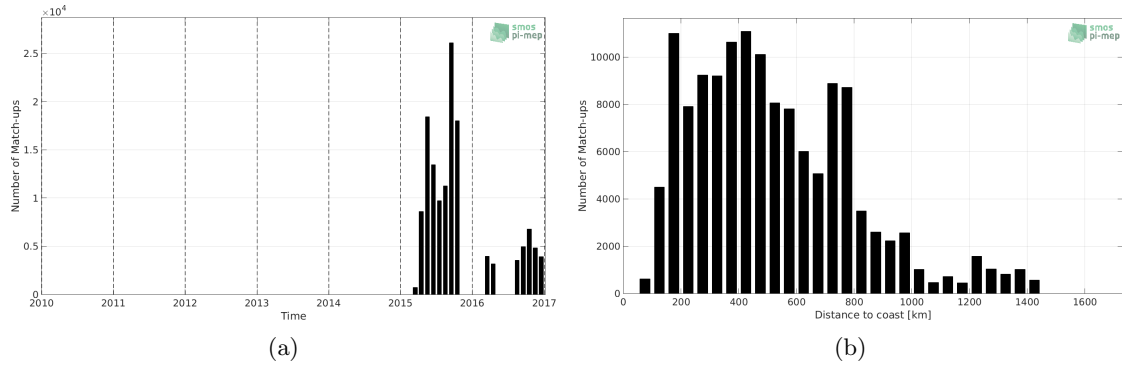 ×10⁴
smos
pi-mep
2.5
2
1.5
1
0.5
0
Number of Match-ups
2010 2011 2012 2013 2014 2015 2016 2017
Time
(a)
smos
pi-mep
10000
8000
6000
4000
2000
0
Number of Match-ups
0 200 400 600 800 1000 1200 1400 1600
Distance to coast [km]
(b)